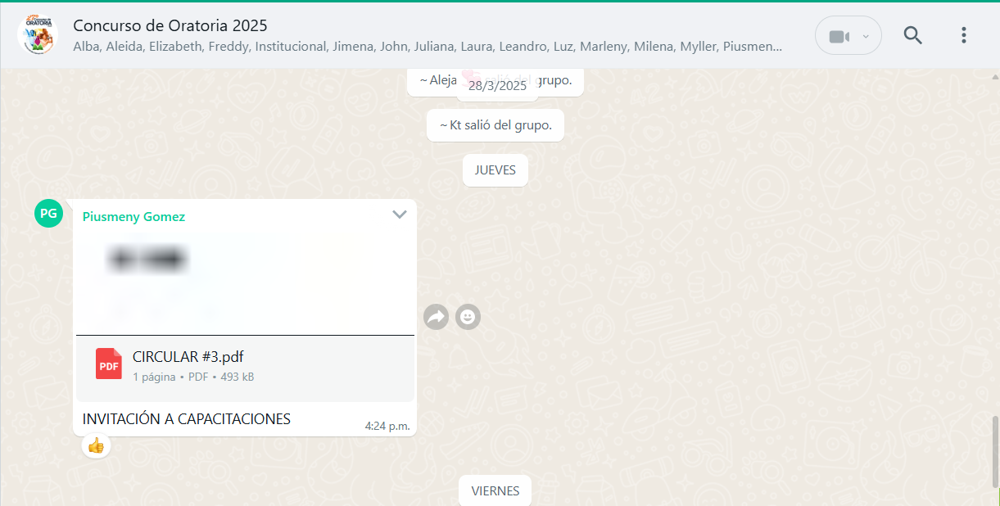 Concurso de Oratoria 2025
Alba, Aleida, Elizabeth, Freddy, Institucional, Jimena, John, Juliana, Laura, Leandro, Luz, Marleny, Milena, Myller, Piusmen...
~ Aleja salió del grupo.
28/3/2025
~ Kt salió del grupo.
JUEVES
PG
Piusmeny Gomez
PDF
CIRCULAR #3.pdf
1 página • PDF • 493 kB
INVITACIÓN A CAPACITACIONES
4:24 p.m.
VIERNES